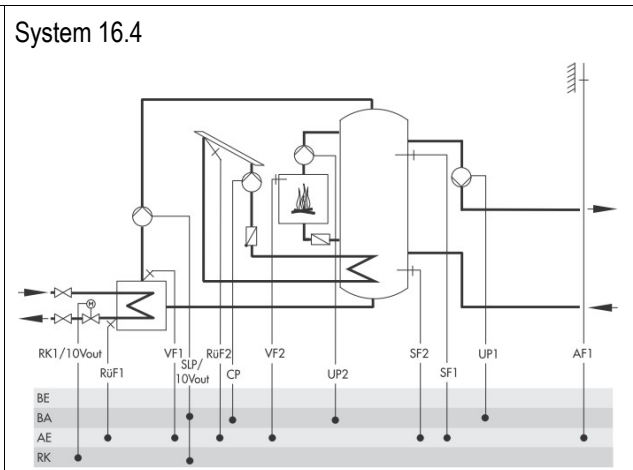 System 16.4
M
RK1/10Vout
RüF1
VF1
SLP/
10Vout
RüF2
CP
VF2
UP2
SF2
SF1
UP1
AF1
BE
BA
AE
RK